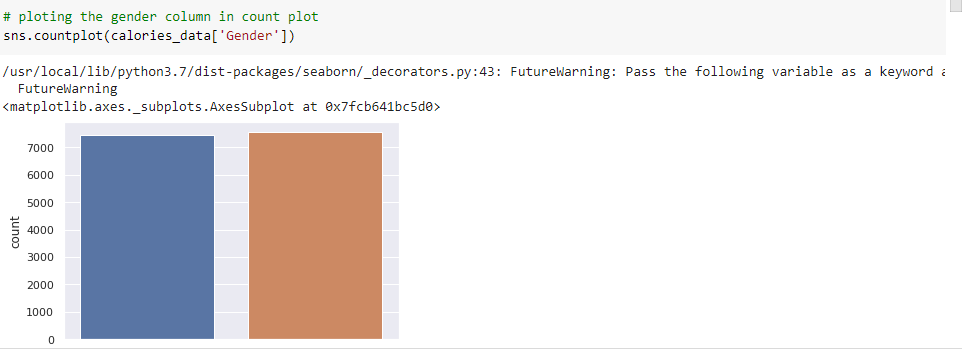 # ploting the gender column in count plot
sns.countplot(calories_data['Gender'])
/usr/local/lib/python3.7/dist-packages/seaborn/_decorators.py:43: FutureWarning: Pass the following variable as a keyword a
FutureWarning
<matplotlib.axes._subplots.AxesSubplot at 0x7fcb641bc5d0>
7000
6000
5000
4000
3000
2000
1000
0
count